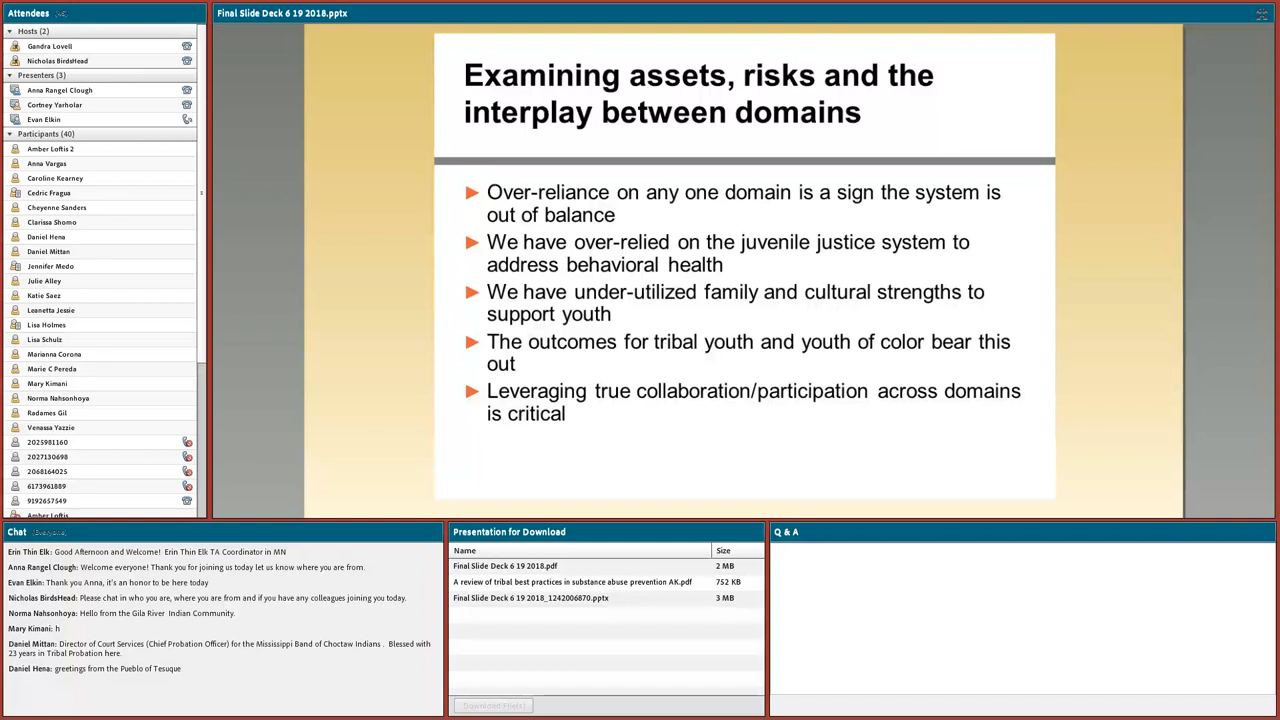 Attendees
Final Slide Deck 6 19 2018.pptx
Hosts (2)
Gandra Lovell
Nicholas BirdsHead
Presenters (3)
Anna Rangel Clough
Cortney Yarholar
Evan Elkin
Participants (40)
Amber Loftis 2
Anna Vargas
Caroline Kearney
Cedric Fragua
Cheyenne Sanders
Clarissa Shomo
Daniel Hena
Daniel Mittan
Jennifer Medo
Julie Alley
Katie Saez
Leanetta Jessie
Lisa Holmes
Lisa Schulz
Marianna Corona
Marie C Pereda
Mary Kimani
Norma Nahsonhoya
Radames Gil
Venassa Yazzie
2025981160
2027130698
2068164025
6173961889
9192657549
Amber Loftis
Examining assets, risks and the
interplay between domains
Over-reliance on any one domain is a sign the system is
out of balance
We have over-relied on the juvenile justice system to
address behavioral health
We have under-utilized family and cultural strengths to
support youth
The outcomes for tribal youth and youth of color bear this
out
Leveraging true collaboration/participation across domains
is critical
Chat (Everyone)
Erin Thin Elk: Good Afternoon and Welcome! Erin Thin Elk TA Coordinator in MN
Anna Rangel Clough: Welcome everyone! Thank you for joining us today let us know where you are from.
Evan Elkin: Thank you Anna, it's an honor to be here today
Nicholas BirdsHead: Please chat in who you are, where you are from and if you have any colleagues joining you today.
Norma Nahsonhoya: Hello from the Gila River Indian Community.
Mary Kimani: h
Daniel Mittan: Director of Court Services (Chief Probation Officer) for the Mississippi Band of Choctaw Indians . Blessed with
23 years in Tribal Probation here.
Daniel Hena: greetings from the Pueblo of Tesuque
Presentation for Download
Name Size
Final Slide Deck 6 19 2018.pdf 2 MB
A review of tribal best practices in substance abuse prevention AK.pdf 752 KB
Final Slide Deck 6 19 2018_1242006870.pptx 3 MB
Download File(s)
Q & A